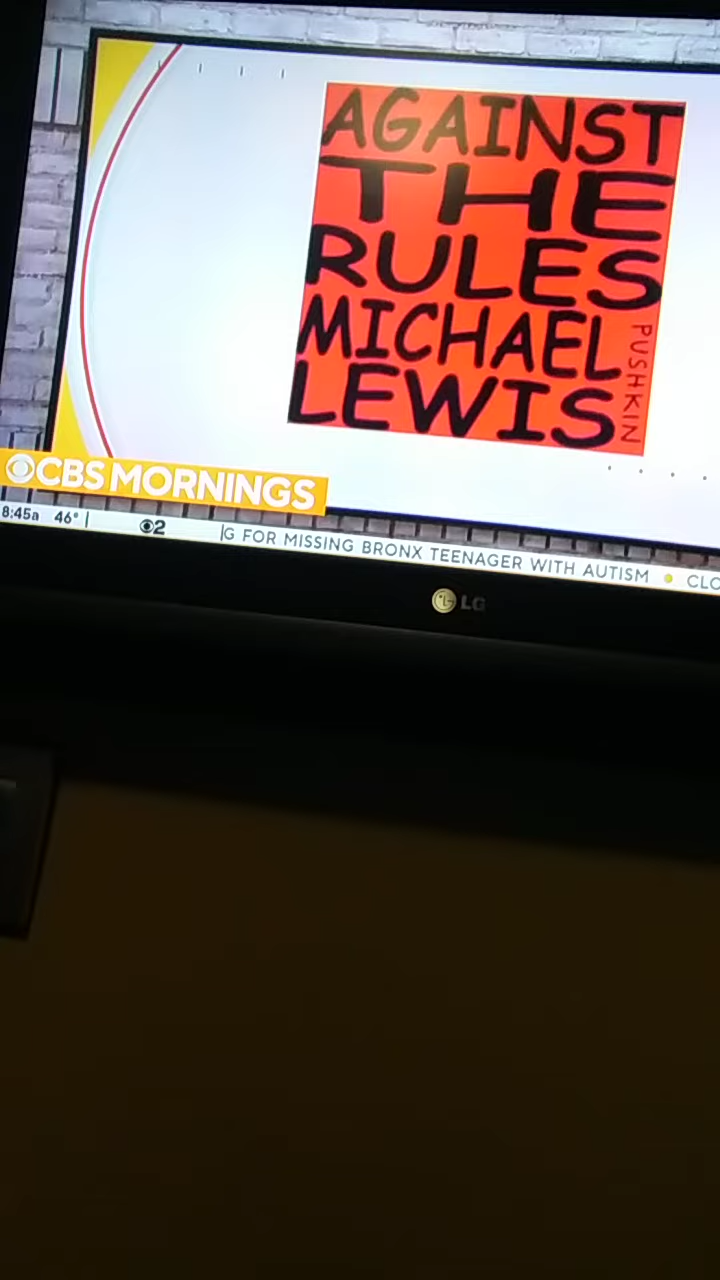 AGAINST
THE
RULES
MICHAEL
LEWIS
PUSHKIN
CBS MORNINGS
8:45a 46° 2 G FOR MISSING BRONX TEENAGER WITH AUTISM • CLO
LG